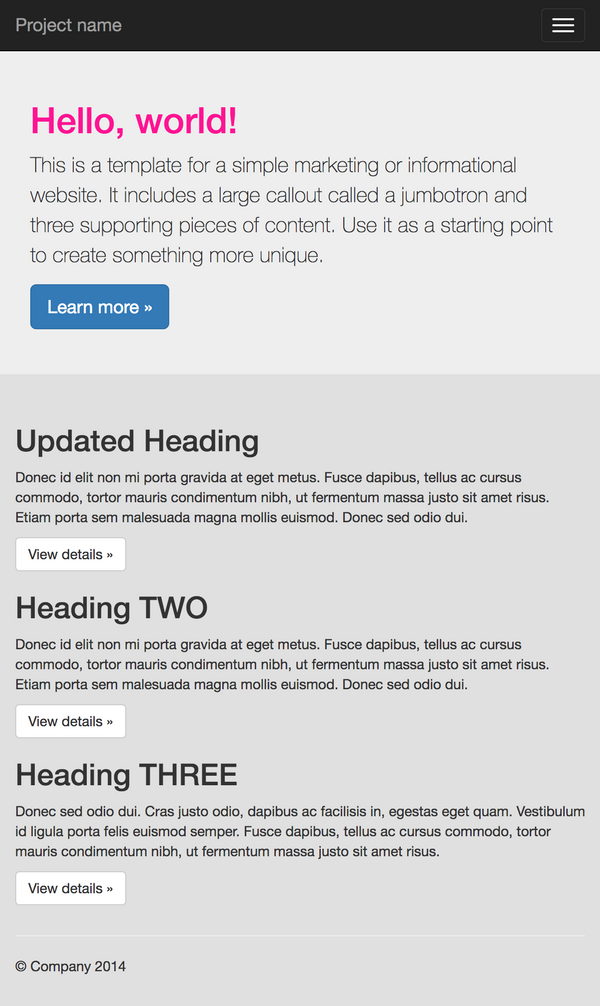 Project name
Hello, world!
This is a template for a simple marketing or informational
website. It includes a large callout called a jumbotron and
three supporting pieces of content. Use it as a starting point
to create something more unique.
Learn more »
Updated Heading
Donec id elit non mi porta gravida at eget metus. Fusce dapibus, tellus ac cursus
commodo, tortor mauris condimentum nibh, ut fermentum massa justo sit amet risus.
Etiam porta sem malesuada magna mollis euismod. Donec sed odio dui.
View details »
Heading TWO
Donec id elit non mi porta gravida at eget metus. Fusce dapibus, tellus ac cursus
commodo, tortor mauris condimentum nibh, ut fermentum massa justo sit amet risus.
Etiam porta sem malesuada magna mollis euismod. Donec sed odio dui.
View details »
Heading THREE
Donec sed odio dui. Cras justo odio, dapibus ac facilisis in, egestas eget quam. Vestibulum
id ligula porta felis euismod semper. Fusce dapibus, tellus ac cursus commodo, tortor
mauris condimentum nibh, ut fermentum massa justo sit amet risus.
View details »
© Company 2014